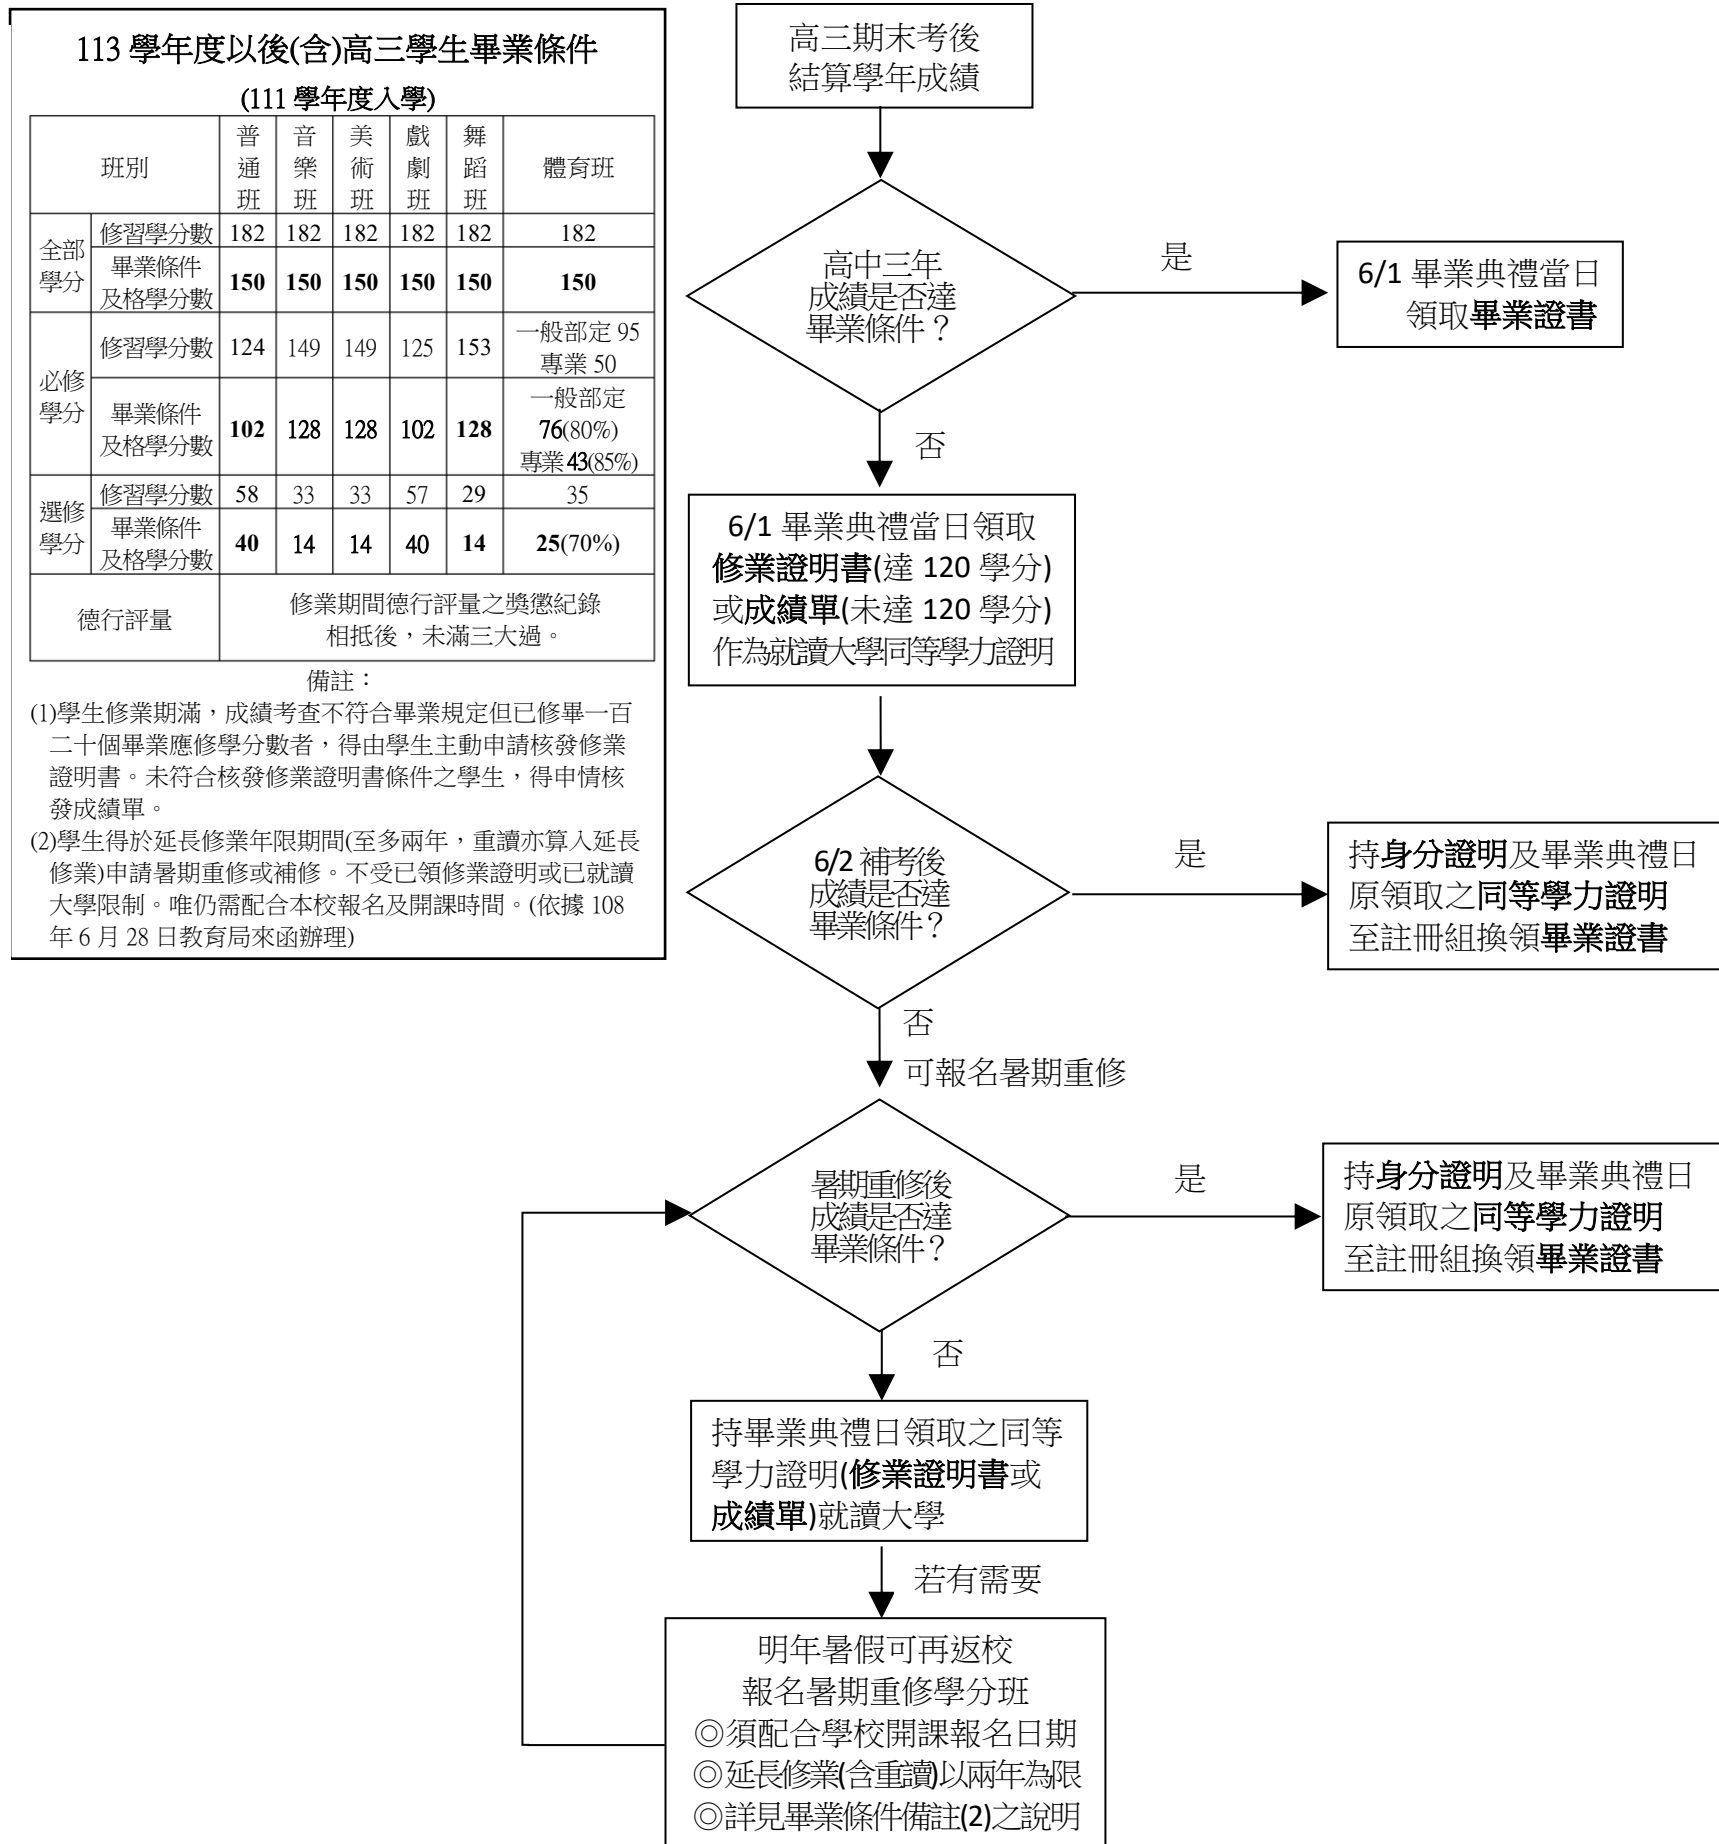 113 學年度以後(含)高三學生畢業條件
(111 學年度入學)
班別 普通班 音樂班 美術班 戲劇班 舞蹈班 體育班
全部學分 修習學分數 182 182 182 182 182 182
畢業條件及格學分數 150 150 150 150 150 150
必修學分 修習學分數 124 149 149 125 153 一般部定 95 專業 50
畢業條件及格學分數 102 128 128 102 128 一般部定 76(80%) 專業 43(85%)
選修學分 修習學分數 58 33 33 57 29 35
畢業條件及格學分數 40 14 14 40 14 25(70%)
德行評量 修業期間德行評量之獎懲紀錄
相抵後，未滿三大過。
備註：
(1)學生修業期滿，成績考查不符合畢業規定但已修畢一百
二十個畢業應修學分數者，得由學生主動申請核發修業
證明書。未符合核發修業證明書條件之學生，得申情核
發成績單。
(2)學生得於延長修業年限期間(至多兩年，重讀亦算入延長
修業)申請暑期重修或補修。不受已領修業證明或已就讀
大學限制。唯仍需配合本校報名及開課時間。(依據 108
年 6 月 28 日教育局來函辦理)
高三期末考後
結算學年成績
高中三年
成績是否達
畢業條件？
是
6/1 畢業典禮當日
領取畢業證書
否
6/1 畢業典禮當日領取
修業證明書(達 120 學分)
或成績單(未達 120 學分)
作為就讀大學同等學力證明
6/2 補考後
成績是否達
畢業條件？
是
持身分證明及畢業典禮日
原領取之同等學力證明
至註冊組換領畢業證書
否
可報名暑期重修
暑期重修後
成績是否達
畢業條件？
是
持身分證明及畢業典禮日
原領取之同等學力證明
至註冊組換領畢業證書
否
持畢業典禮日領取之同等
學力證明(修業證明書或
成績單)就讀大學
若有需要
明年暑假可再返校
報名暑期重修學分班
◎須配合學校開課報名日期
◎延長修業(含重讀)以兩年為限
◎詳見畢業條件備註(2)之說明